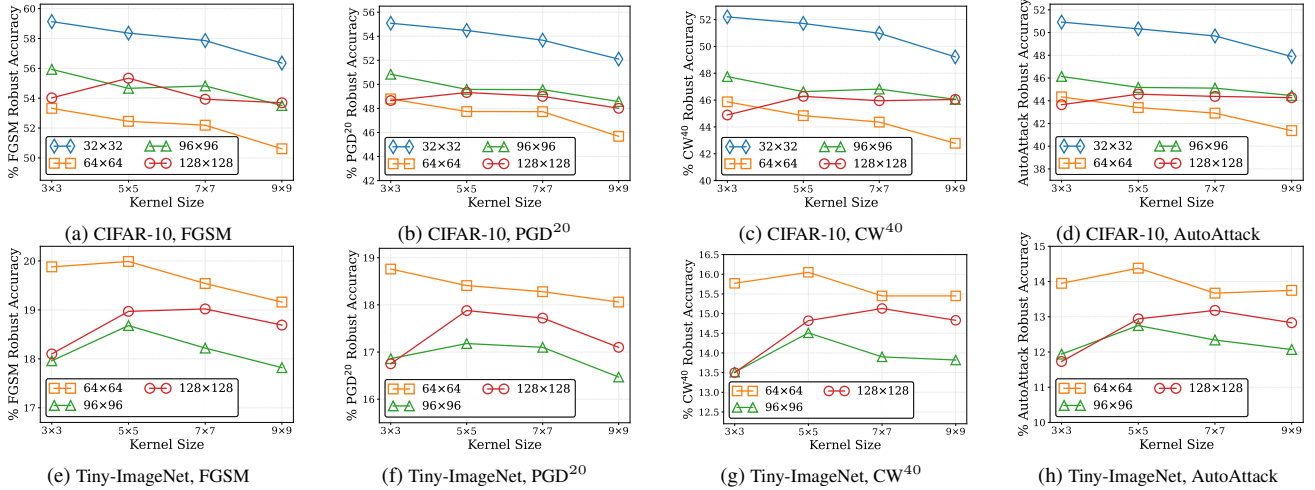 % FGSM Robust Accuracy
60
58
56
54
52
50
32×32 96×96
64×64 128×128
3×3 5×5 7×7 9×9
Kernel Size
(a) CIFAR-10, FGSM
% PGD²⁰ Robust Accuracy
56
54
52
50
48
46
44
42
32×32 96×96
64×64 128×128
3×3 5×5 7×7 9×9
Kernel Size
(b) CIFAR-10, PGD²⁰
% CW⁴⁰ Robust Accuracy
52
50
48
46
44
42
40
32×32 96×96
64×64 128×128
3×3 5×5 7×7 9×9
Kernel Size
(c) CIFAR-10, CW⁴⁰
AutoAttack Robust Accuracy
52
50
48
46
44
42
40
38
32×32 96×96
64×64 128×128
3×3 5×5 7×7 9×9
Kernel Size
(d) CIFAR-10, AutoAttack
% FGSM Robust Accuracy
20
19
18
17
64×64 128×128
96×96
3×3 5×5 7×7 9×9
Kernel Size
(e) Tiny-ImageNet, FGSM
% PGD²⁰ Robust Accuracy
19
18
17
16
64×64 128×128
96×96
3×3 5×5 7×7 9×9
Kernel Size
(f) Tiny-ImageNet, PGD²⁰
% CW⁴⁰ Robust Accuracy
16.5
16.0
15.5
15.0
14.5
14.0
13.5
13.0
12.5
64×64 128×128
96×96
3×3 5×5 7×7 9×9
Kernel Size
(g) Tiny-ImageNet, CW⁴⁰
% AutoAttack Robust Accuracy
15
14
13
12
11
10
64×64 128×128
96×96
3×3 5×5 7×7 9×9
Kernel Size
(h) Tiny-ImageNet, AutoAttack